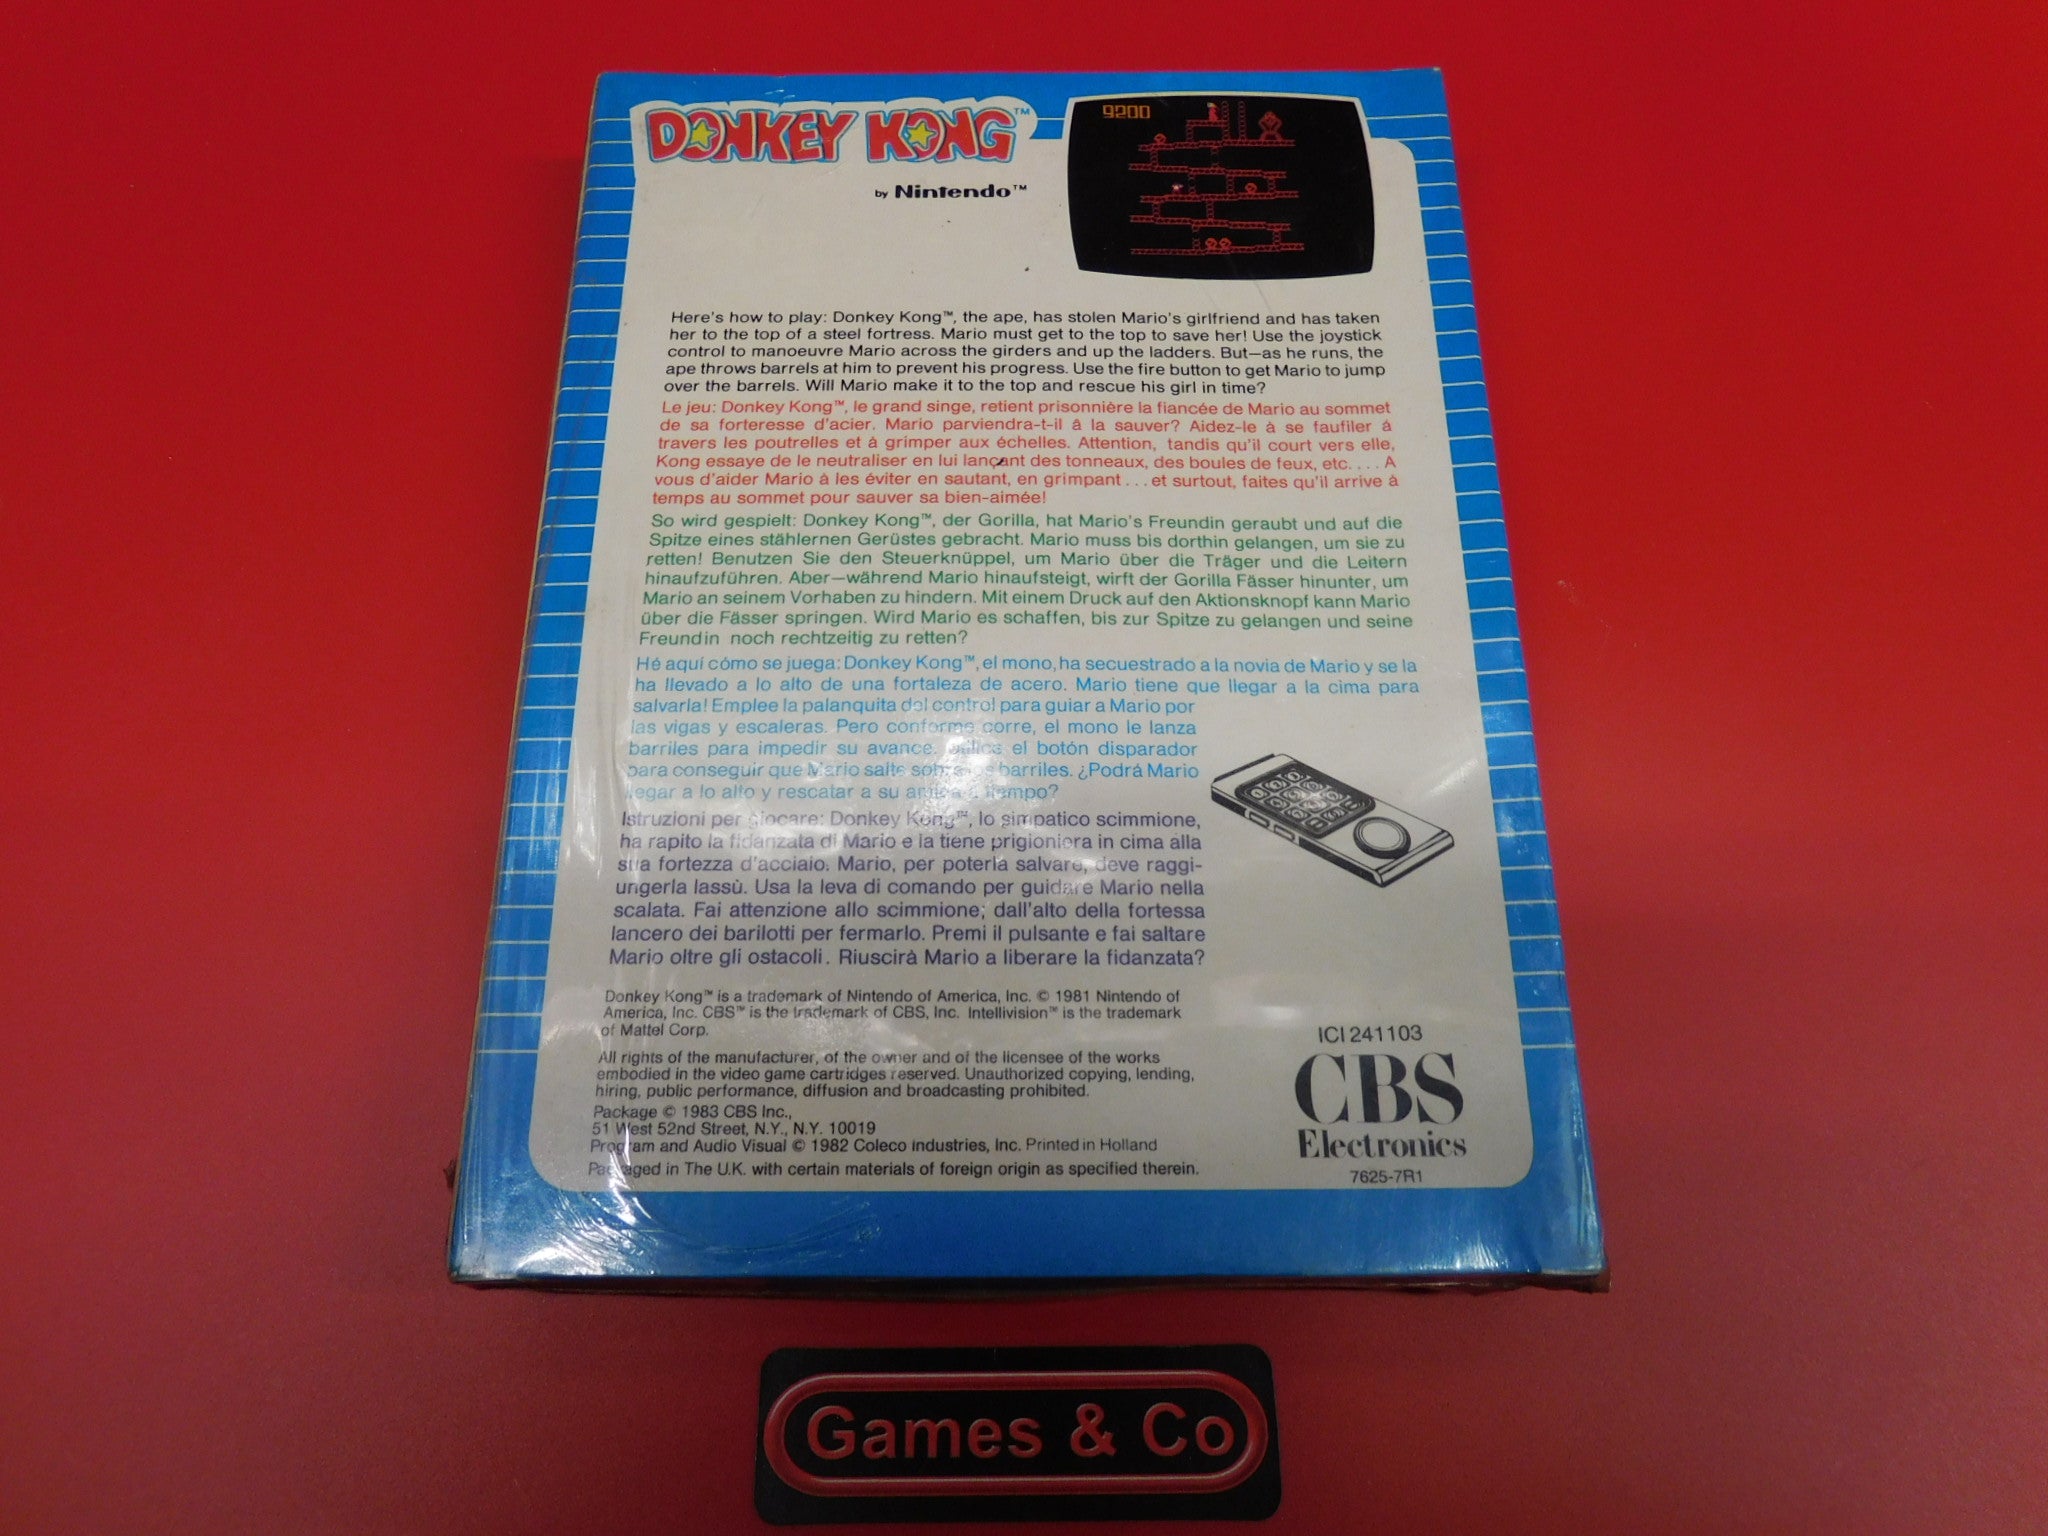 DONKEY KONG™
by Nintendo™
9200
Here's how to play: Donkey Kong™, the ape, has stolen Mario's girlfriend and has taken
her to the top of a steel fortress. Mario must get to the top to save her! Use the joystick
control to manoeuvre Mario across the girders and up the ladders. But—as he runs, the
ape throws barrels at him to prevent his progress. Use the fire button to get Mario to jump
over the barrels. Will Mario make it to the top and rescue his girl in time?
Le jeu: Donkey Kong™, le grand singe, retient prisonnière la fiancée de Mario au sommet
de sa forteresse d'acier. Mario parviendra-t-il â la sauver? Aidez-le à se faufiler á
travers les poutrelles et à grimper aux échelles. Attention, tandis qu'il court vers elle,
Kong essaye de le neutraliser en lui lançant des tonneaux, des boules de feux, etc.... A
vous d'aider Mario à les éviter en sautant, en grimpant...et surtout, faites qu'il arrive â
temps au sommet pour sauver sa bien-aimée!
So wird gespielt: Donkey Kong™, der Gorilla, hat Mario's Freundin geraubt und auf die
Spitze eines stählernen Gerüstes gebracht. Mario muss bis dorthin gelangen, um sie zu
retten! Benutzen Sie den Steuerknüppel, um Mario über die Träger und die Leitern
hinaufzuführen. Aber—während Mario hinaufsteigt, wirft der Gorilla Fässer hinunter, um
Mario an seinem Vorhaben zu hindern. Mit einem Druck auf den Aktionsknopf kann Mario
über die Fässer springen. Wird Mario es schaffen, bis zur Spitze zu gelangen und seine
Freundin noch rechtzeitig zu retten?
Hé aquí cómo se juega: Donkey Kong™, el mono, ha secuestrado a la novia de Mario y se la
ha llevado a lo alto de una fortaleza de acero. Mario tiene que llegar a la cima para
salvarla! Emplee la palanquita del control para guiar a Mario por
las vigas y escaleras. Pero conforme corre, el mono le lanza
barriles para impedir su avance. el botón disparador
para conseguir que Mario salte sobre los barriles. ¿Podrá Mario
llegar a lo alto y rescatar a su amiga a tiempo?
Istruzioni per giocare: Donkey Kong™, lo simpatico scimmione,
ha rapito la fidanzata di Mario e la tiene prigioniera in cima alla
sua fortezza d'acciaio. Mario, per poterla salvare, deve raggi-
ungerla lassù. Usa la leva di comando per guidare Mario nella
scalata. Fai attenzione allo scimmione; dall'alto della fortessa
lancero dei barilotti per fermarlo. Premi il pulsante e fai saltare
Mario oltre gli ostacoli. Riuscirà Mario a liberare la fidanzata?
Donkey Kong™ is a trademark of Nintendo of America, Inc. © 1981 Nintendo of
America, Inc. CBS™ is the trademark of CBS, Inc. Intellivision™ is the trademark
of Mattel Corp.
All rights of the manufacturer, of the owner and of the licensee of the works
embodied in the video game cartridges reserved. Unauthorized copying, lending,
hiring, public performance, diffusion and broadcasting prohibited.
Package © 1983 CBS Inc.,
51 West 52nd Street, N.Y., N.Y. 10019
Program and Audio Visual © 1982 Coleco Industries, Inc. Printed in Holland
Packaged in The U.K. with certain materials of foreign origin as specified therein.
ICI 241103
CBS
Electronics
7625-7R1
Games & Co